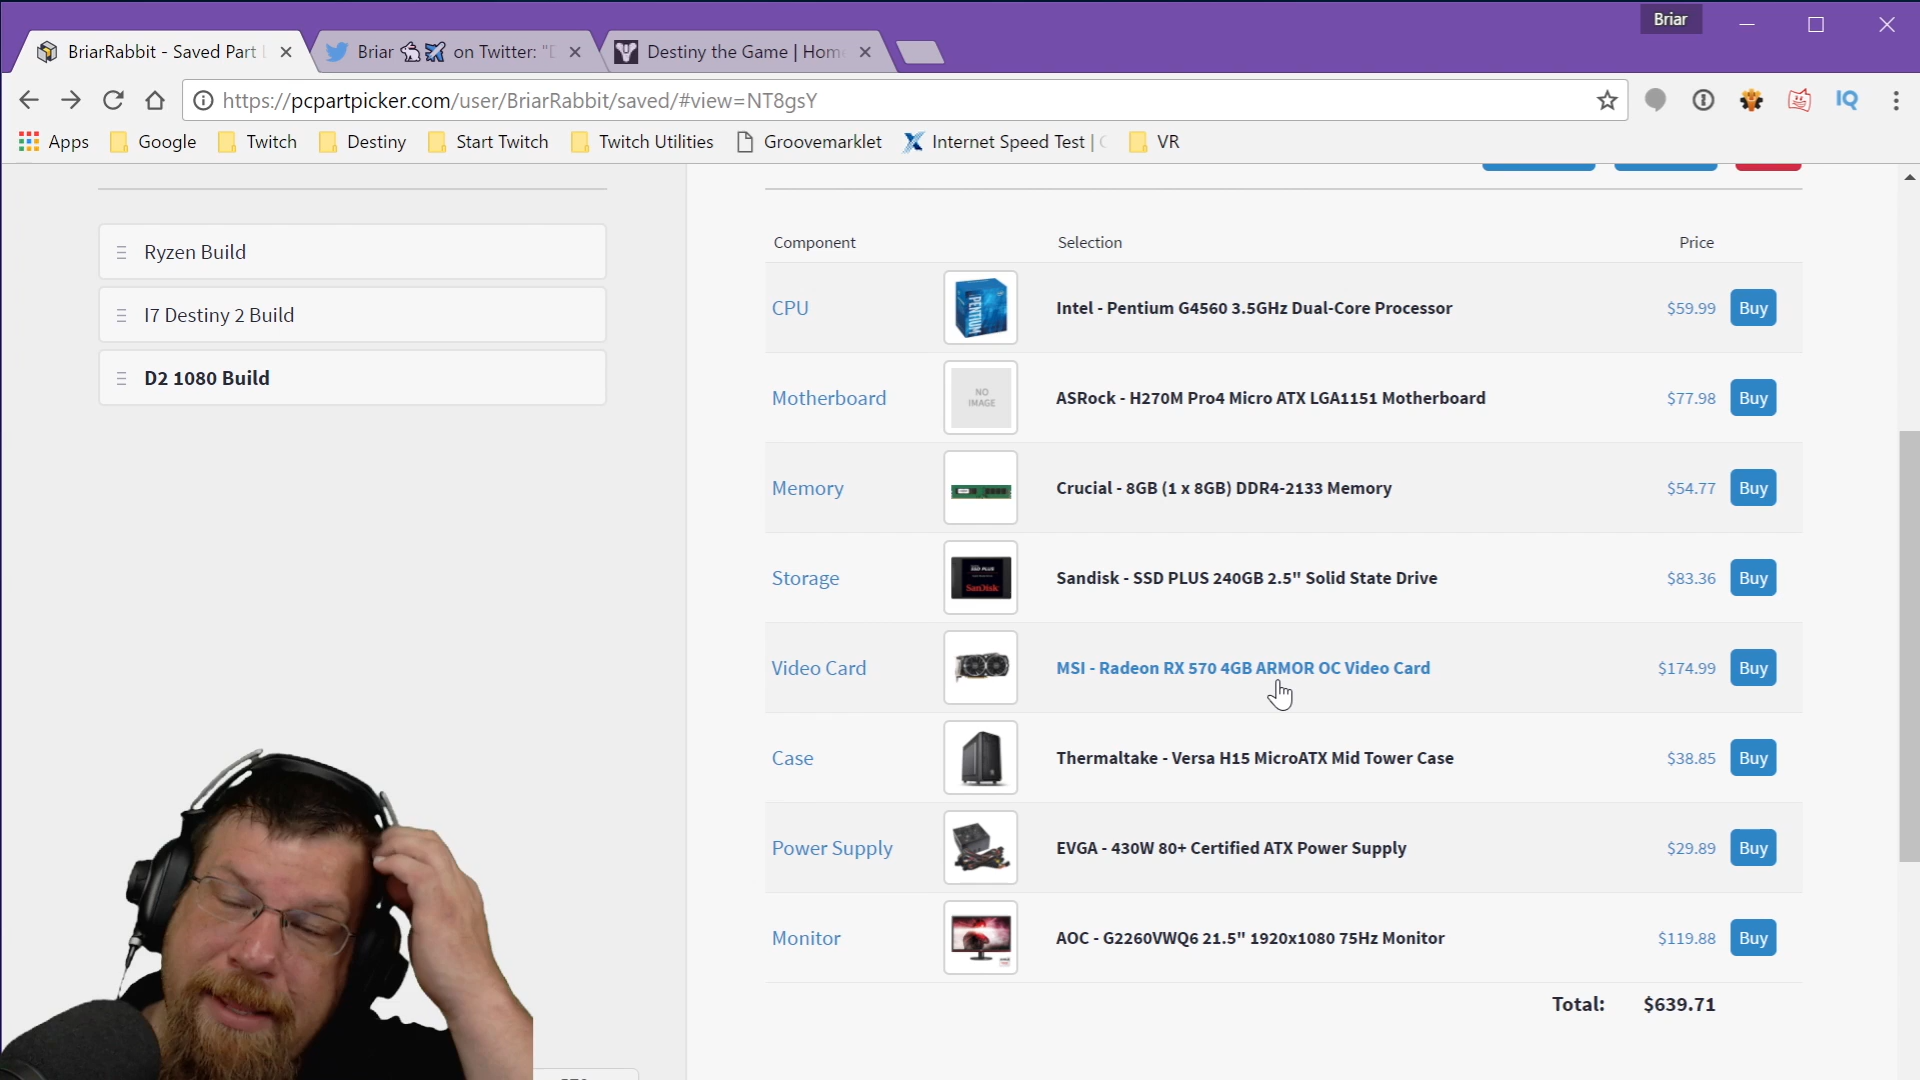 Briar
BriarRabbit - Saved Part L
Briar on Twitter: "D
Destiny the Game | Hom
https://pcpartpicker.com/user/BriarRabbit/saved/#view=NT8gsY
IQ
Apps Google Twitch Destiny Start Twitch Twitch Utilities Groovemarklet Internet Speed Test | VR
Ryzen Build
I7 Destiny 2 Build
D2 1080 Build
Component Selection Price
CPU PENTIUM Intel - Pentium G4560 3.5GHz Dual-Core Processor $59.99 Buy
Motherboard NO IMAGE ASRock - H270M Pro4 Micro ATX LGA1151 Motherboard $77.98 Buy
Memory Crucial - 8GB (1 x 8GB) DDR4-2133 Memory $54.77 Buy
Storage SSD PLUS SanDisk Sandisk - SSD PLUS 240GB 2.5" Solid State Drive $83.36 Buy
Video Card MSI - Radeon RX 570 4GB ARMOR OC Video Card $174.99 Buy
Case Thermaltake - Versa H15 MicroATX Mid Tower Case $38.85 Buy
Power Supply EVGA - 430W 80+ Certified ATX Power Supply $29.89 Buy
Monitor AOC - G2260VWQ6 21.5" 1920x1080 75Hz Monitor $119.88 Buy
Total: $639.71